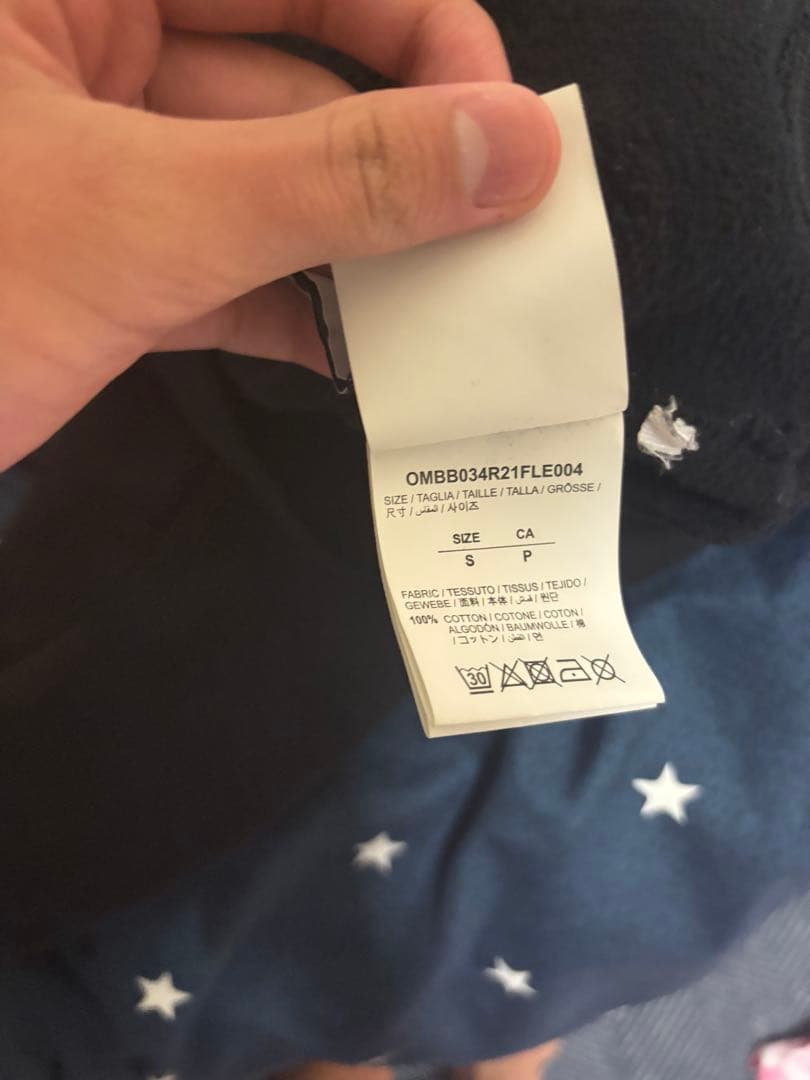 OMBB034R21FLE004
SIZE / TAGLIA / TAILLE / TALLA / GRÖSSE /
尺寸 / المقاس / 사이즈
SIZE CA
S P
FABRIC / TESSUTO / TISSUS / TEJIDO /
GEWEBE / 面料 / 本体 / قماش / 원단
100% COTTON / COTONE / COTON /
ALGODÓN / BAUMWOLLE / 棉
/ コットン / القطن / 면
30